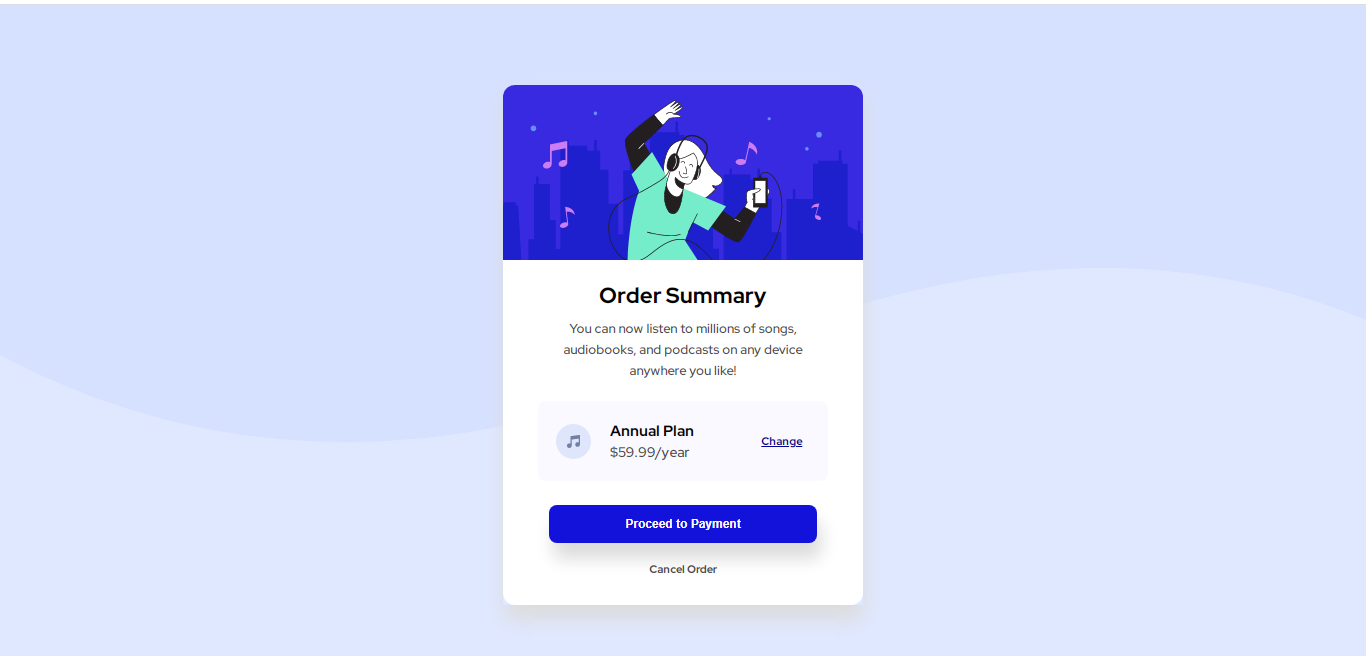 Order Summary
You can now listen to millions of songs,
audiobooks, and podcasts on any device
anywhere you like!
Annual Plan
$59.99/year
Change
Proceed to Payment
Cancel Order